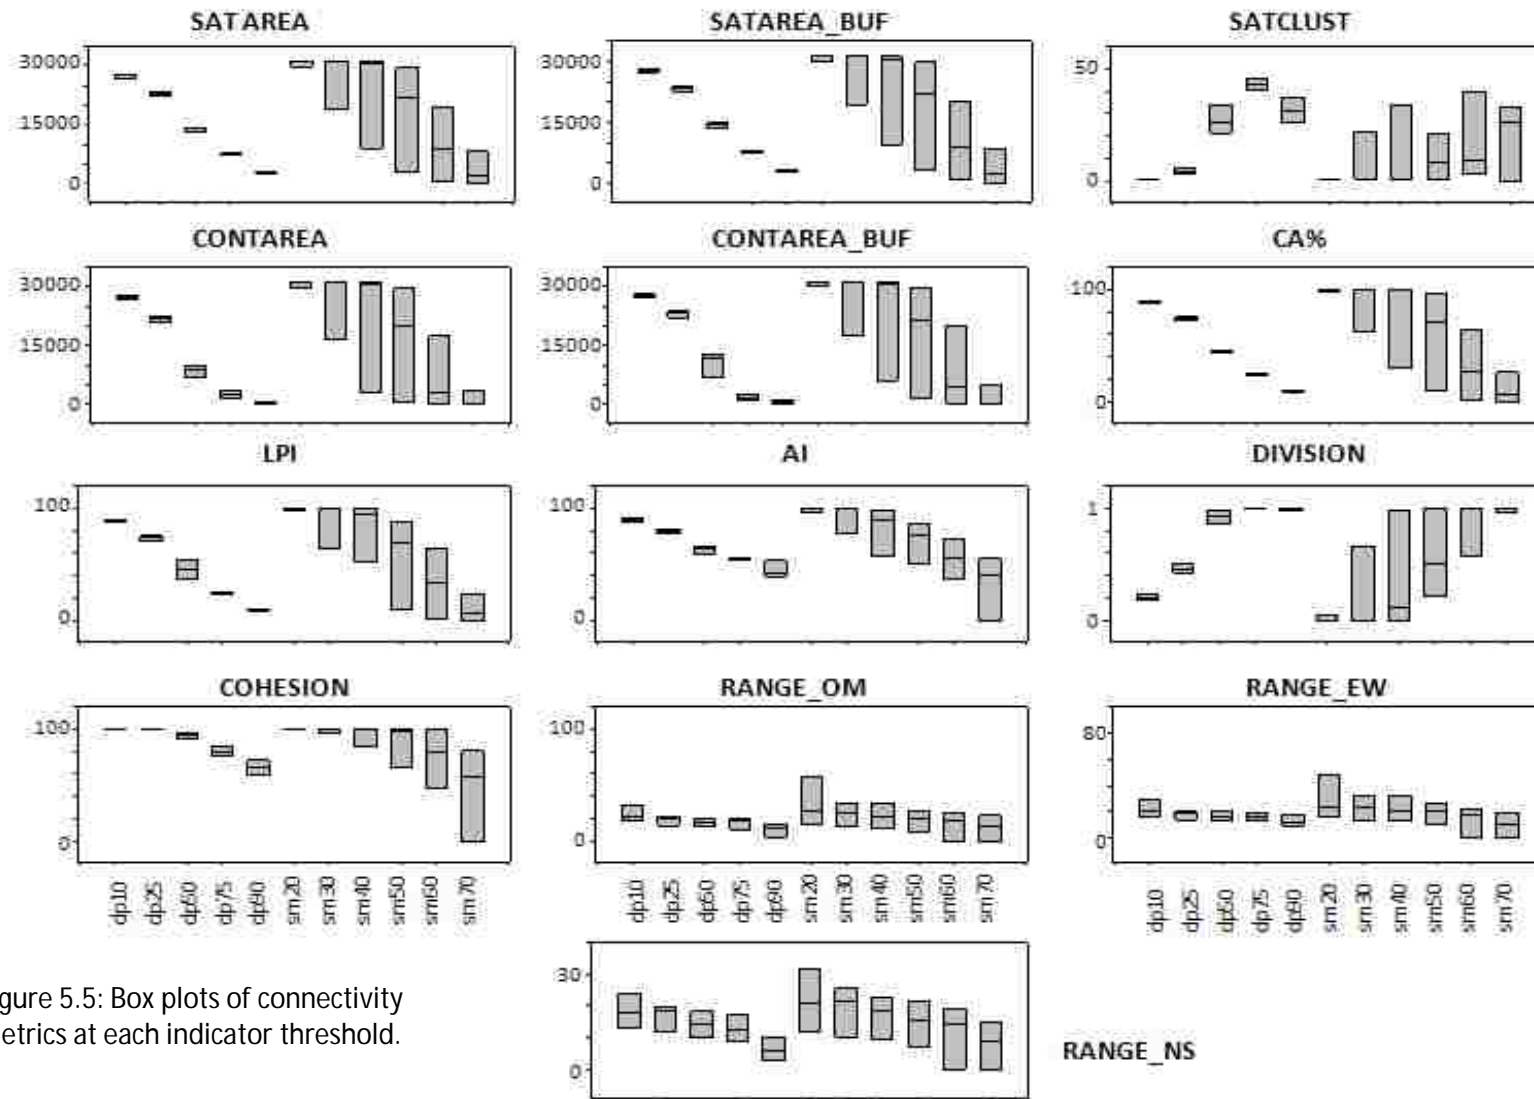 SATAREA SATAREA_BUF SATCLUST
30000 30000 50
15000 15000
0 0 0
CONTAREA CONTAREA_BUF CA%
30000 30000 100
15000 15000
0 0 0
LPI AI DIVISION
100 100 1
0 0 0
COHESION RANGE_OM RANGE_EW
100 100 80
0 0 0
dp10 dp25 dp50 dp75 dp90 sm20 sm30 sm40 sm50 sm60 sm70
dp10 dp25 dp50 dp75 dp90 sm20 sm30 sm40 sm50 sm60 sm70
dp10 dp25 dp50 dp75 dp90 sm20 sm30 sm40 sm50 sm60 sm70
30
0
gure 5.5: Box plots of connectivity
etrics at each indicator threshold.
RANGE_NS